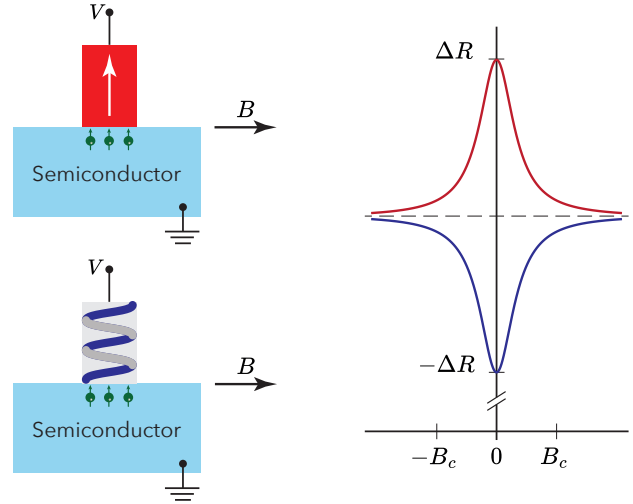 V
B
Semiconductor
V
B
Semiconductor
ΔR
−ΔR
−B_c
0
B_c